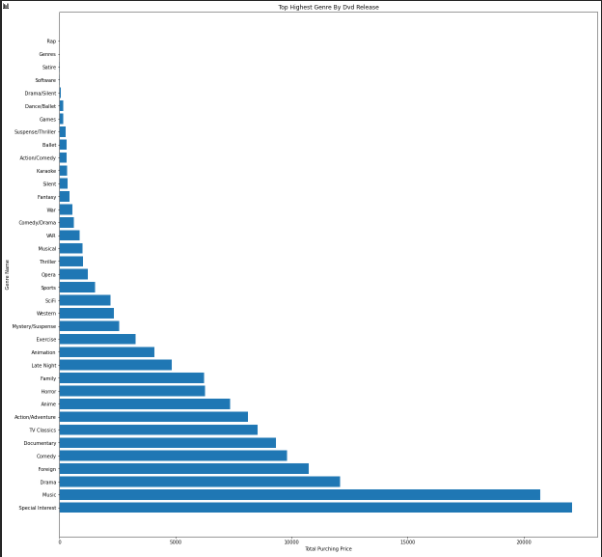 Top Highest Genre By Dvd Release
Rap
Genres
Satire
Software
Drama/Silent
Dance/Ballet
Games
Suspense/Thriller
Ballet
Action/Comedy
Karaoke
Silent
Fantasy
War
Comedy/Drama
VAR
Musical
Thriller
Opera
Sports
SciFi
Western
Mystery/Suspense
Exercise
Animation
Late Night
Family
Horror
Anime
Action/Adventure
TV Classics
Documentary
Comedy
Foreign
Drama
Music
Special Interest
Genre Name
0 5000 10000 15000 20000
Total Purching Price